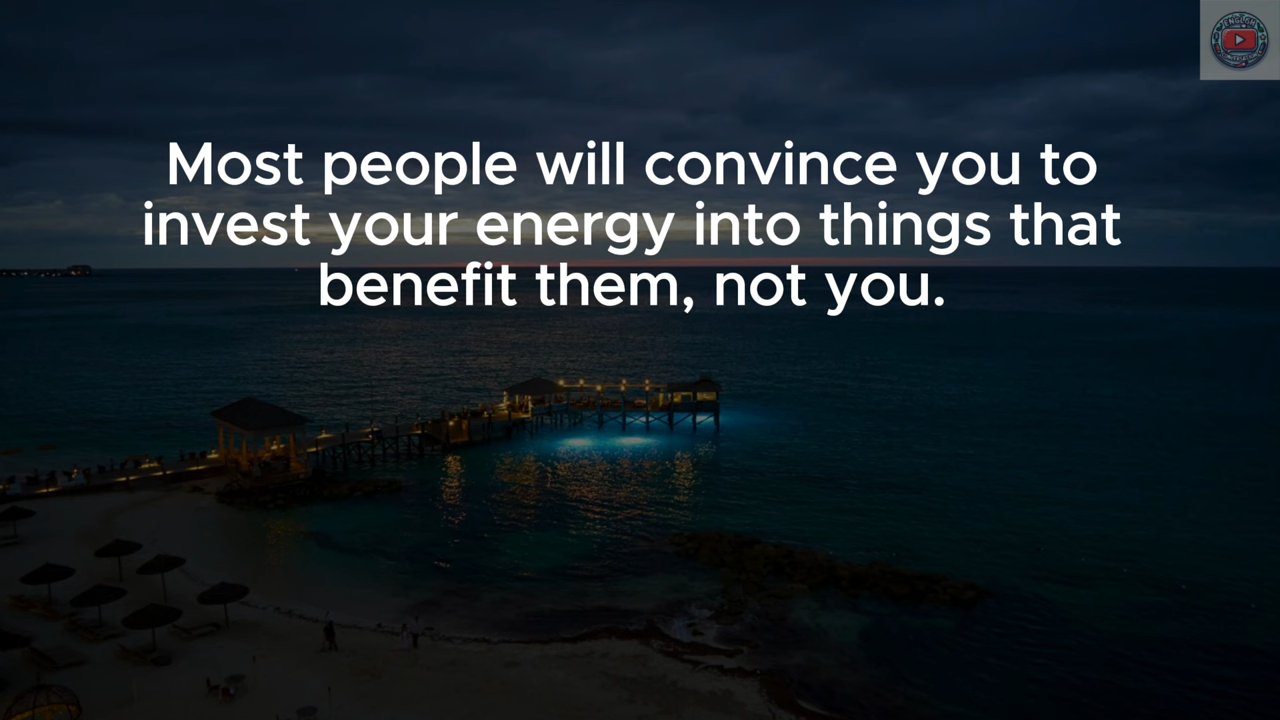 Most people will convince you to
invest your energy into things that
benefit them, not you.